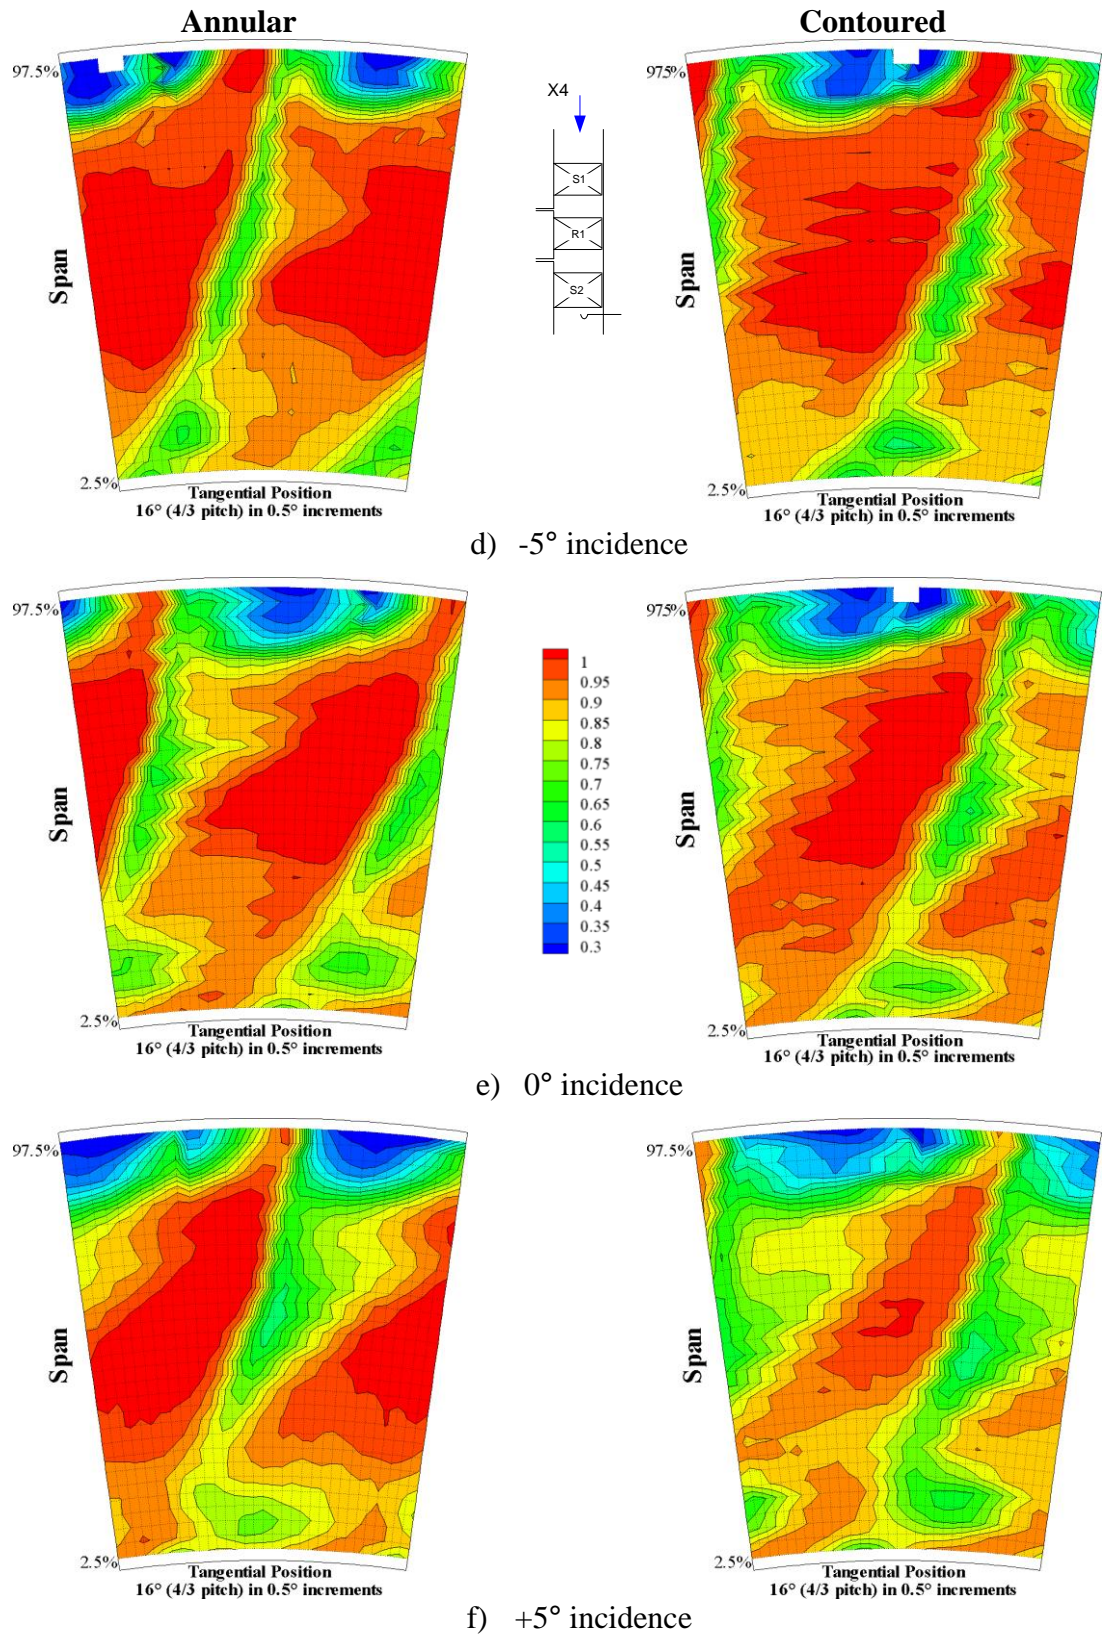 Annular Contoured
97.5% 97.5%
X4
S1
R1
S2
Span Span
2.5% 2.5%
Tangential Position Tangential Position
16° (4/3 pitch) in 0.5° increments 16° (4/3 pitch) in 0.5° increments
d) -5° incidence
97.5% 97.5%
1
0.95
0.9
0.85
0.8
0.75
0.7
0.65
0.6
0.55
0.5
0.45
0.4
0.35
0.3
Span Span
2.5% 2.5%
Tangential Position Tangential Position
16° (4/3 pitch) in 0.5° increments 16° (4/3 pitch) in 0.5° increments
e) 0° incidence
97.5% 97.5%
Span Span
2.5% 2.5%
Tangential Position Tangential Position
16° (4/3 pitch) in 0.5° increments 16° (4/3 pitch) in 0.5° increments
f) +5° incidence